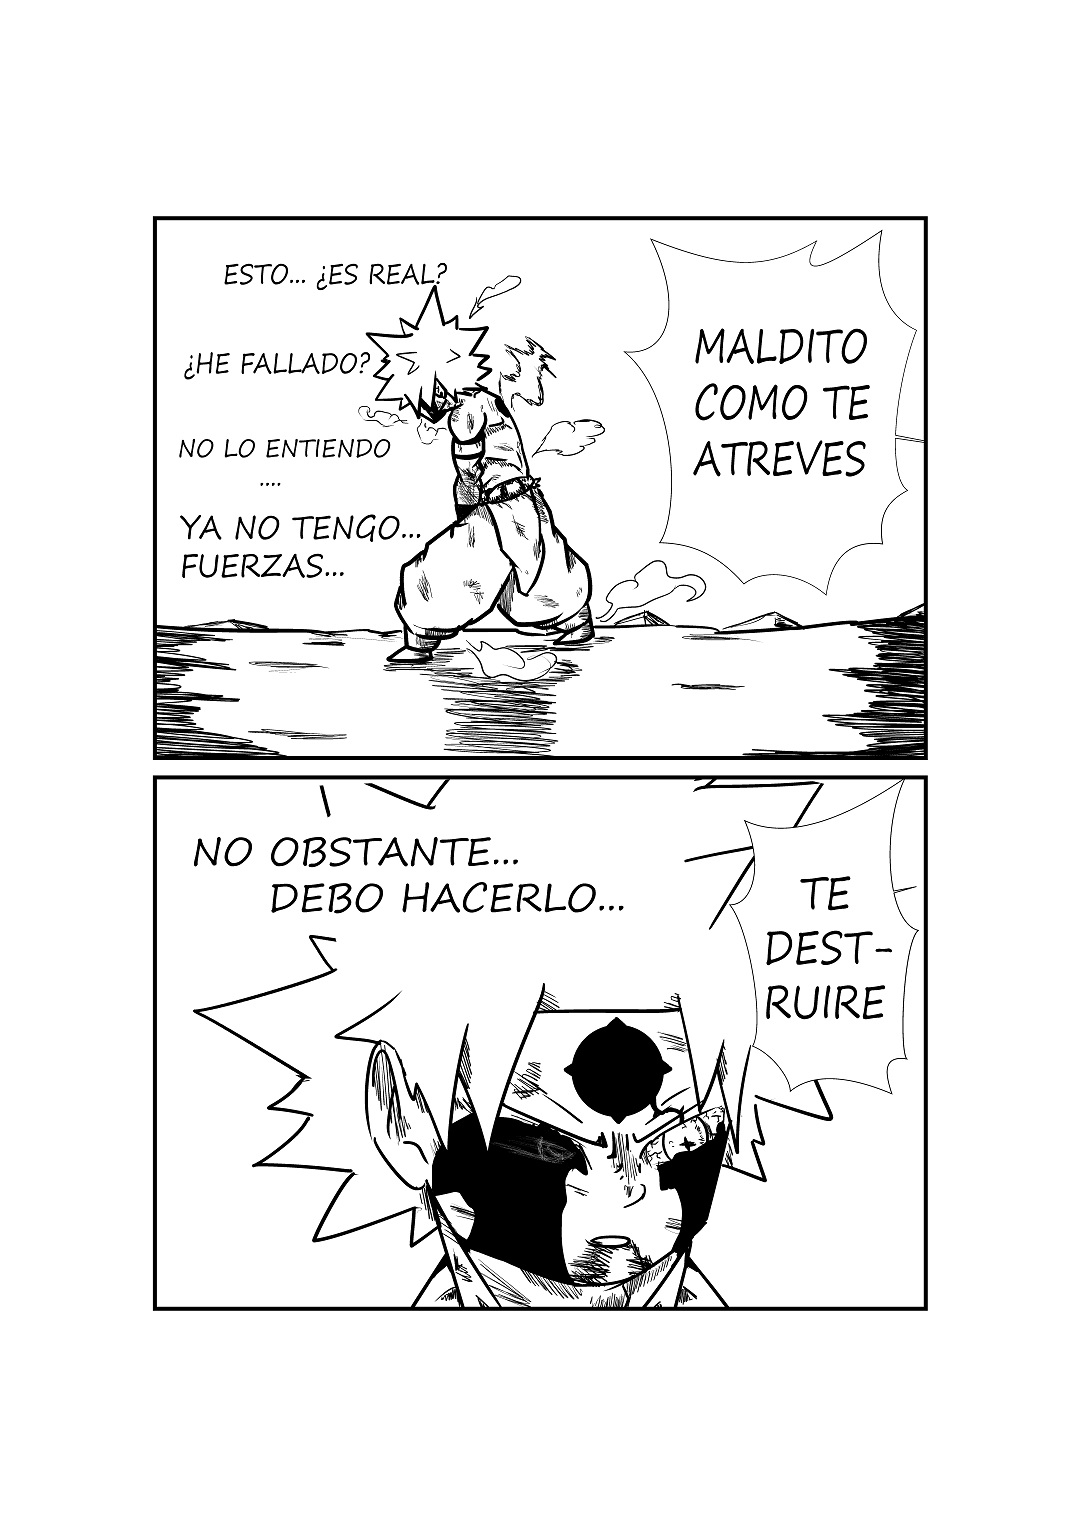 ESTO... ¿ES REAL?
¿HE FALLADO?
NO LO ENTIENDO
....
YA NO TENGO...
FUERZAS...
MALDITO
COMO TE
ATREVES
NO OBSTANTE...
DEBO HACERLO...
TE
DEST-
RUIRE